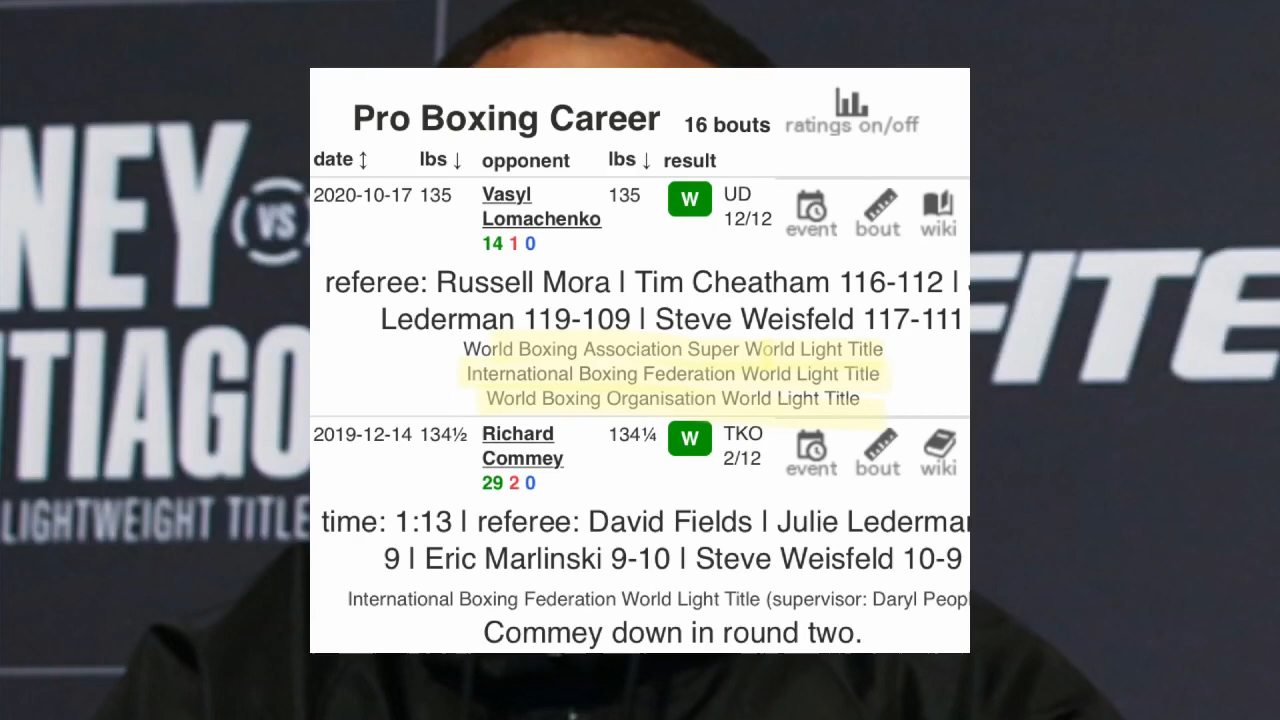 NEY
VS
TIAGO
LIGHTWEIGHT TITLE
FITE
Pro Boxing Career 16 bouts ratings on/off
date ↕ lbs ↓ opponent lbs ↓ result
2020-10-17 135 Vasyl 135 W UD
Lomachenko 12/12
14 1 0 event bout wiki
referee: Russell Mora | Tim Cheatham 116-112 |
Lederman 119-109 | Steve Weisfeld 117-111
World Boxing Association Super World Light Title
International Boxing Federation World Light Title
World Boxing Organisation World Light Title
2019-12-14 134½ Richard 134¼ W TKO
Commey 2/12
29 2 0 event bout wiki
time: 1:13 | referee: David Fields | Julie Lederman
9 | Eric Marlinski 9-10 | Steve Weisfeld 10-9
International Boxing Federation World Light Title (supervisor: Daryl Peopl
Commey down in round two.